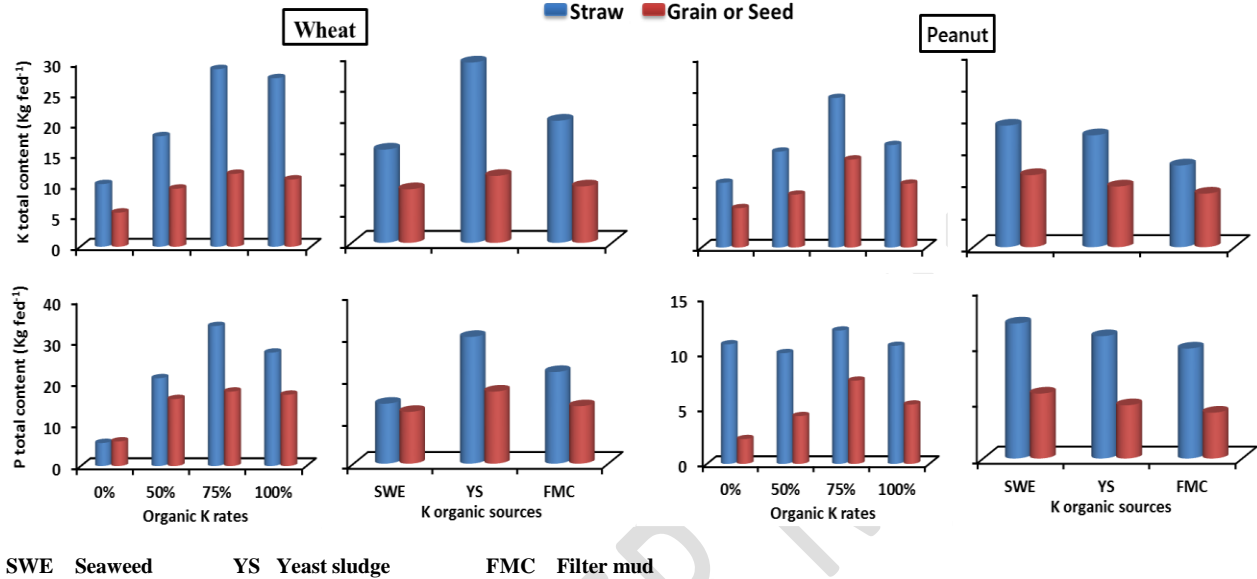 Straw Grain or Seed
Wheat
Peanut
K total content (Kg fed-1)
30
25
20
15
10
5
0
P total content (Kg fed-1)
40
30
20
10
0
15
10
5
0
0% 50% 75% 100%
Organic K rates
SWE YS FMC
K organic sources
0% 50% 75% 100%
Organic K rates
SWE YS FMC
K organic sources
SWE Seaweed YS Yeast sludge FMC Filter mud